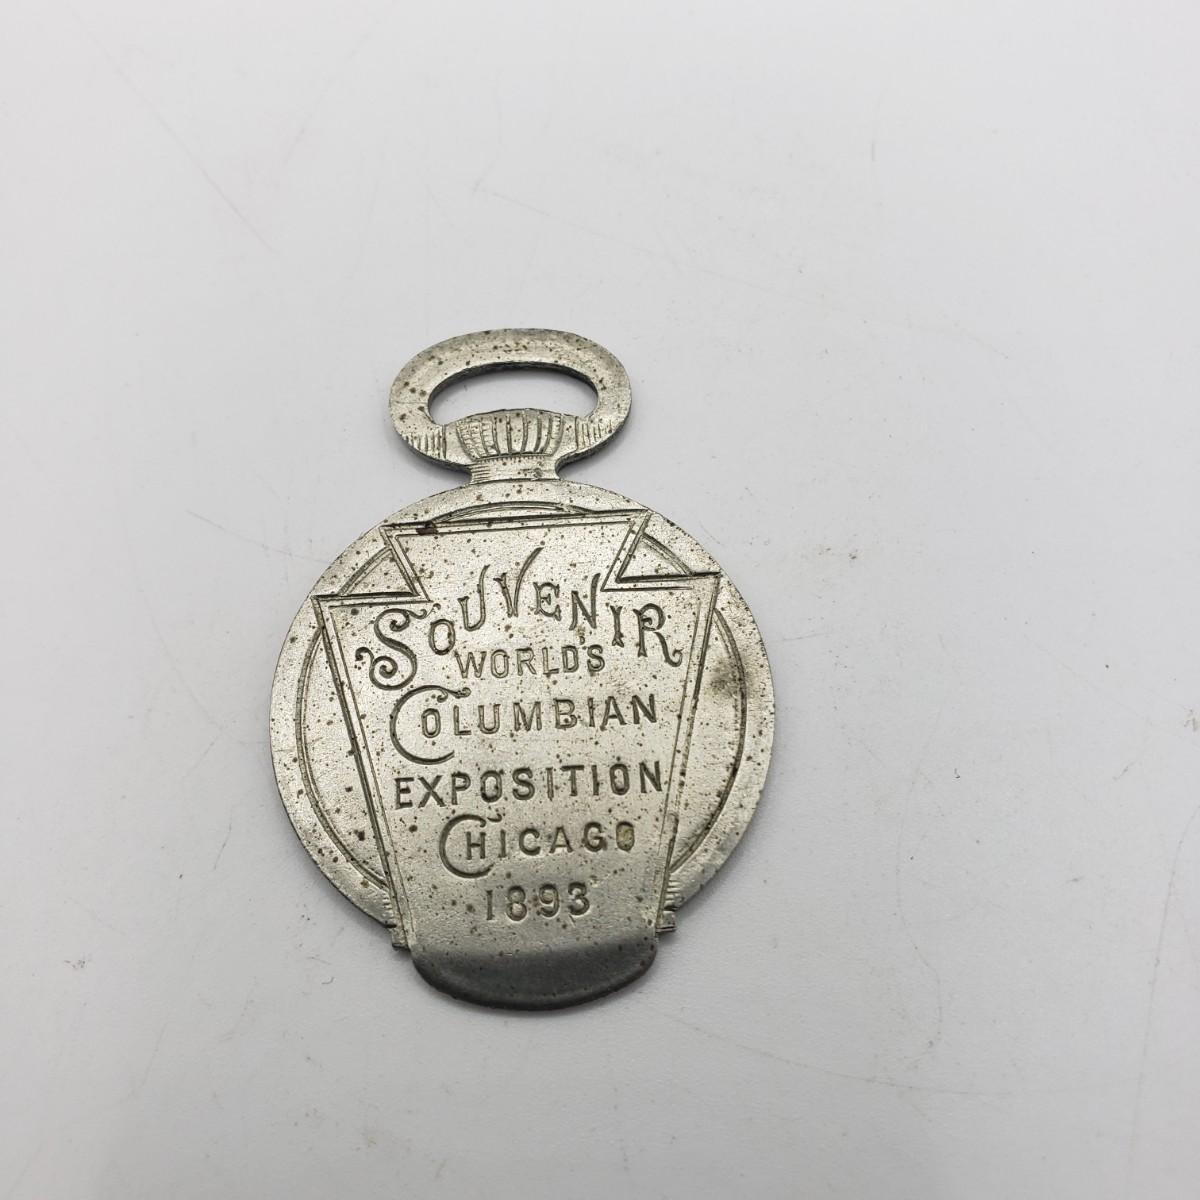 SOUVENIR
WORLD'S
COLUMBIAN
EXPOSITION
CHICAGO
1893